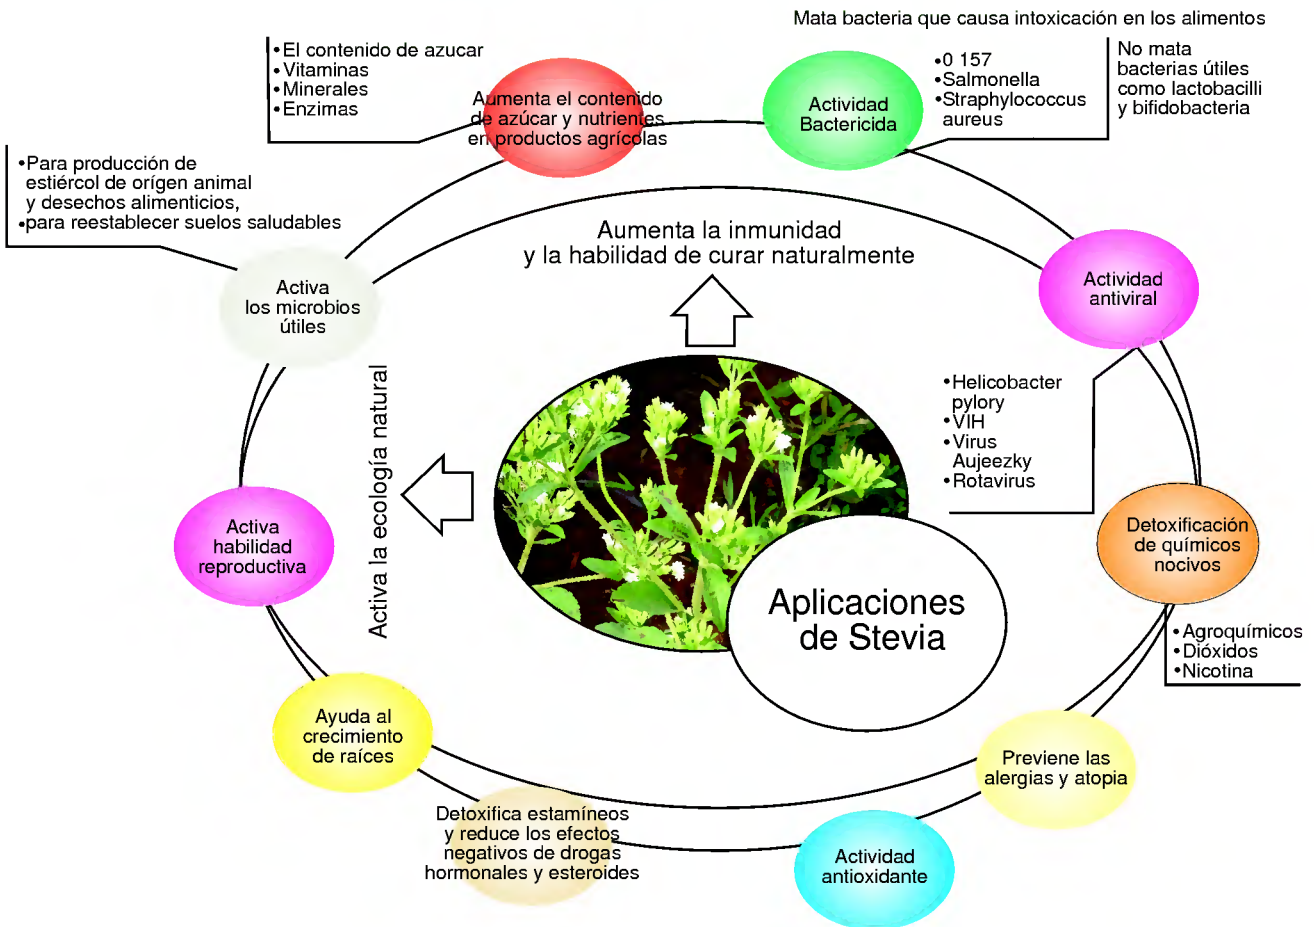 Mata bacteria que causa intoxicación en los alimentos
•El contenido de azucar
•Vitaminas
•Minerales
•Enzimas
Aumenta el contenido
de azúcar y nutrientes
en productos agrícolas
Actividad
Bactericida
•0 157
•Salmonella
•Straphylococcus
aureus
No mata
bacterias útiles
como lactobacilli
y bifidobacteria
•Para producción de
estiércol de orígen animal
y desechos alimenticios,
•para reestablecer suelos saludables
Aumenta la inmunidad
y la habilidad de curar naturalmente
Activa
los microbios
útiles
Actividad
antiviral
•Helicobacter
pylory
•VIH
•Virus
Aujeezky
•Rotavirus
Activa la ecología natural
Activa
habilidad
reproductiva
Detoxificación
de químicos
nocivos
Aplicaciones
de Stevia
•Agroquímicos
•Dióxidos
•Nicotina
Ayuda al
crecimiento
de raíces
Previene las
alergias y atopia
Detoxifica estamíneos
y reduce los efectos
negativos de drogas
hormonales y esteroides
Actividad
antioxidante